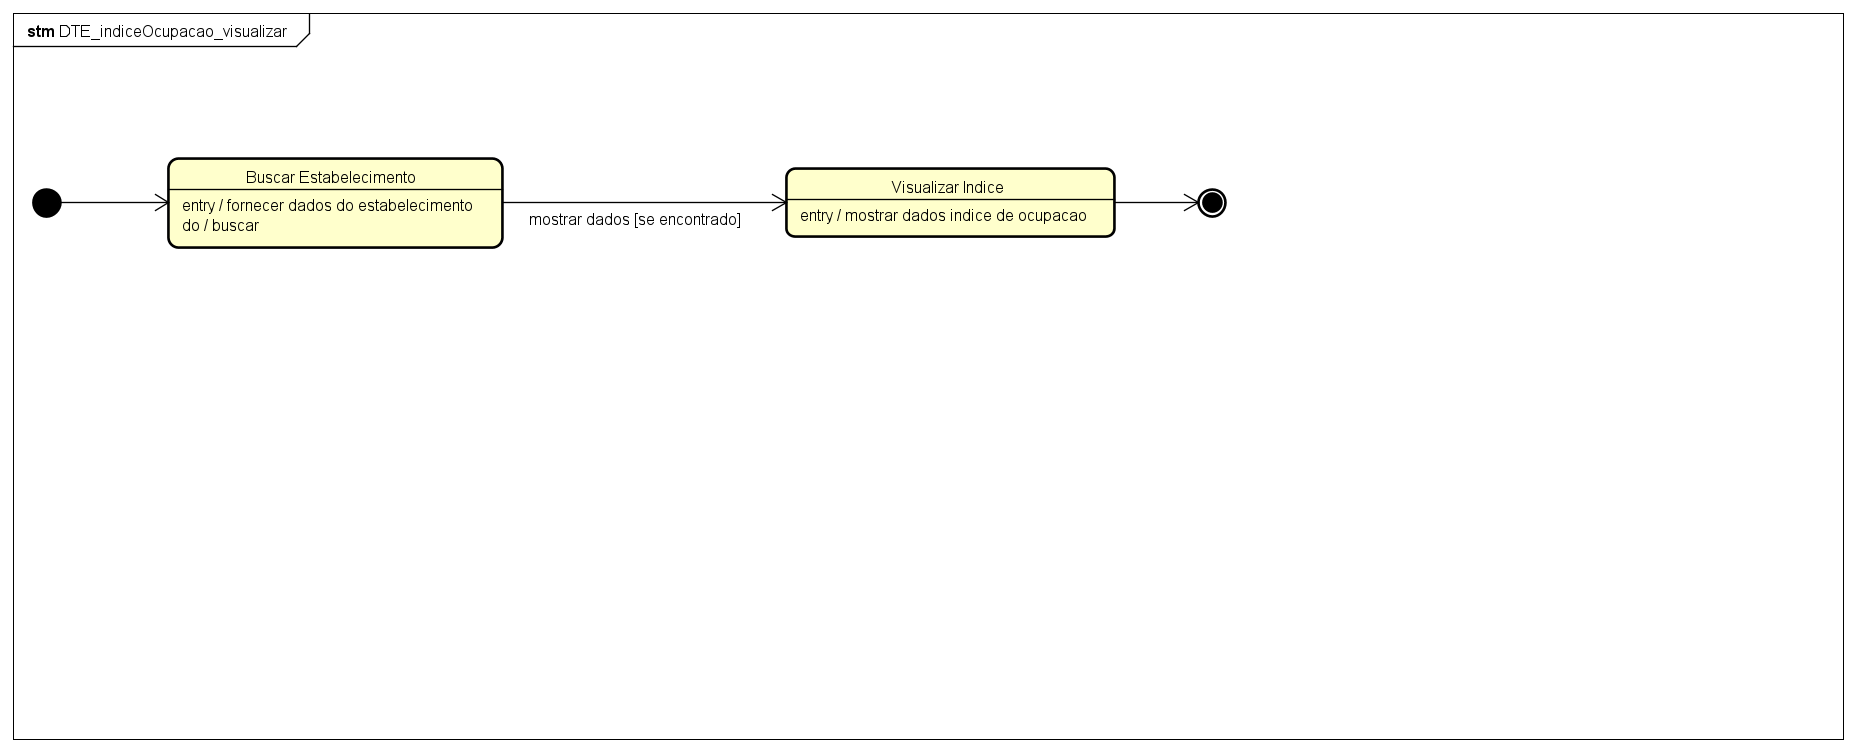 stm DTE_indiceOcupacao_visualizar
Buscar Estabelecimento
entry / fornecer dados do estabelecimento
do / buscar
mostrar dados [se encontrado]
Visualizar Indice
entry / mostrar dados indice de ocupacao